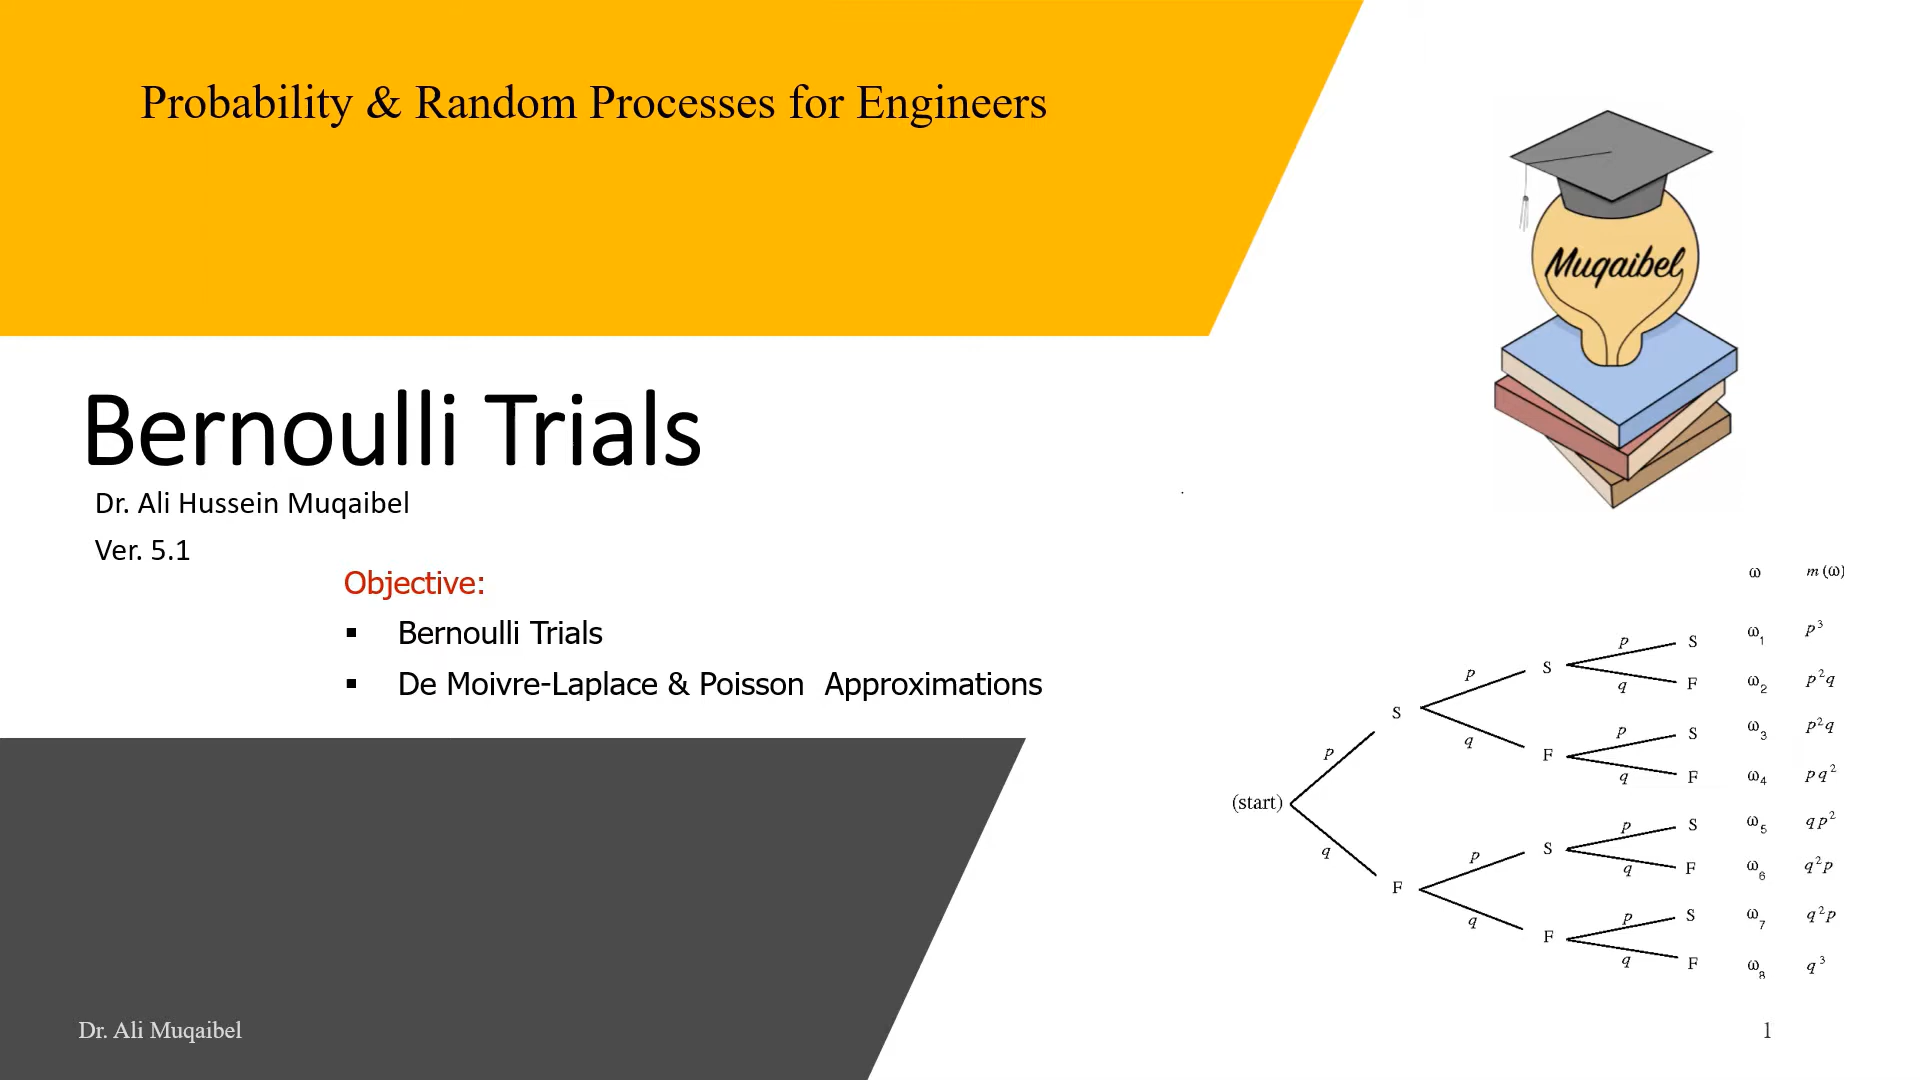 Probability & Random Processes for Engineers
Muqaibel
Bernoulli Trials
Dr. Ali Hussein Muqaibel
Ver. 5.1
Objective:
▪ Bernoulli Trials
▪ De Moivre-Laplace & Poisson Approximations
ω m (ω)
p S ω₁ p³
p S
q F ω₂ p²q
p S
p S ω₃ p²q
q F
q F ω₄ pq²
(start)
p S ω₅ qp²
p S
q F ω₆ q²p
q F
p S ω₇ q²p
q F
q F ω₈ q³
Dr. Ali Muqaibel
1